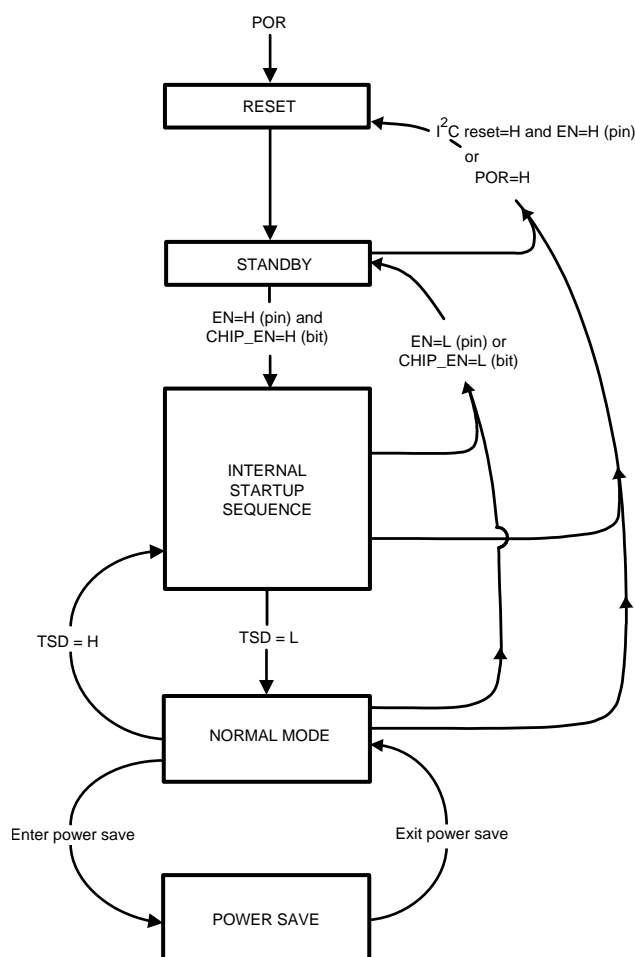 POR
RESET
I2C reset=H and EN=H (pin)
or
POR=H
STANDBY
EN=H (pin) and
CHIP_EN=H (bit)
EN=L (pin) or
CHIP_EN=L (bit)
INTERNAL
STARTUP
SEQUENCE
TSD = H
TSD = L
NORMAL MODE
Enter power save
Exit power save
POWER SAVE